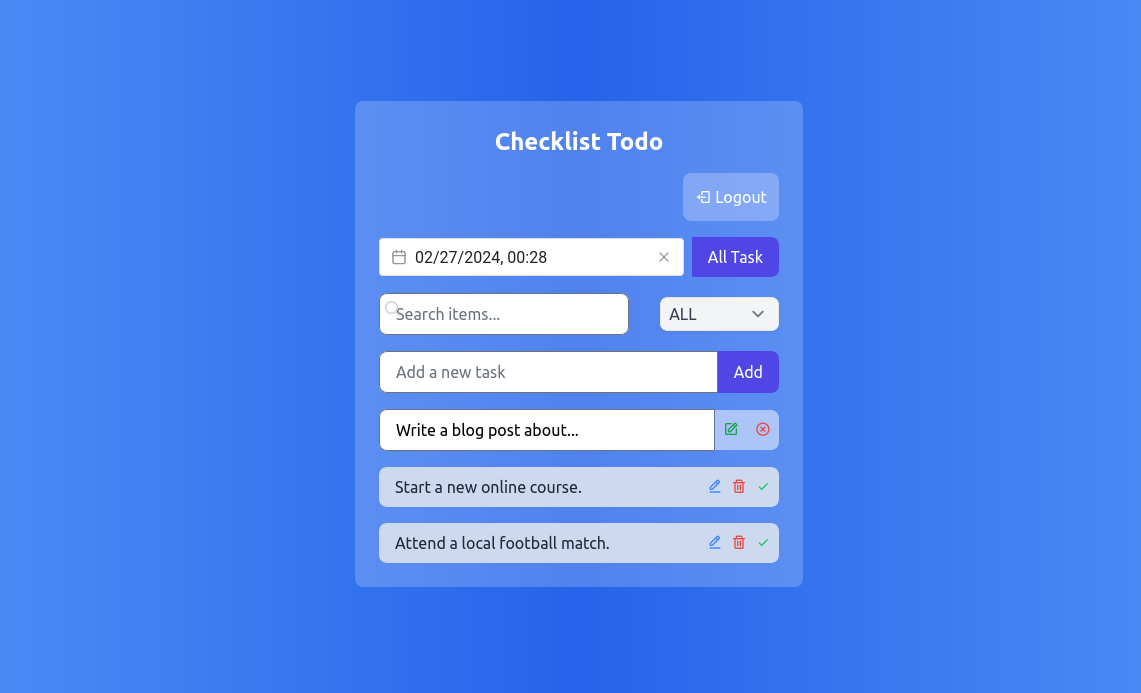 Checklist Todo
Logout
02/27/2024, 00:28
All Task
Search items...
ALL
Add a new task
Add
Write a blog post about...
Start a new online course.
Attend a local football match.